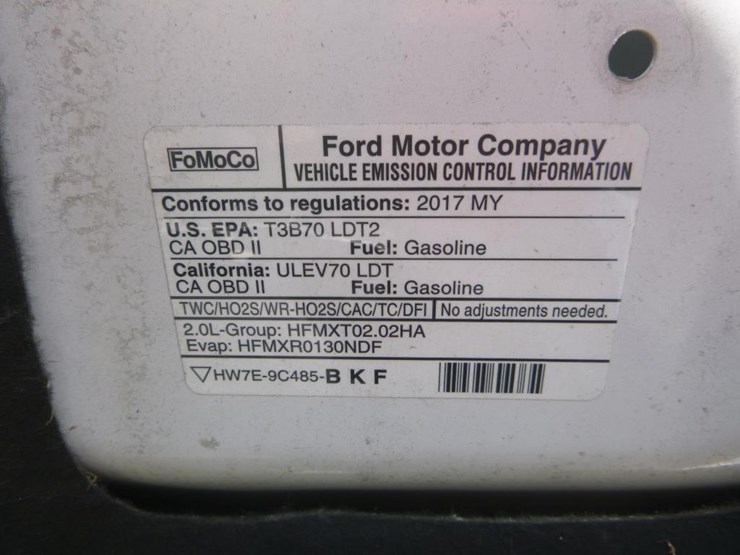 FoMoCo
Ford Motor Company
VEHICLE EMISSION CONTROL INFORMATION
Conforms to regulations: 2017 MY
U.S. EPA: T3B70 LDT2
CA OBD II Fuel: Gasoline
California: ULEV70 LDT
CA OBD II Fuel: Gasoline
TWC/HO2S/WR-HO2S/CAC/TC/DFI No adjustments needed.
2.0L-Group: HFMXT02.02HA
Evap: HFMXR0130NDF
▽HW7E-9C485-B K F